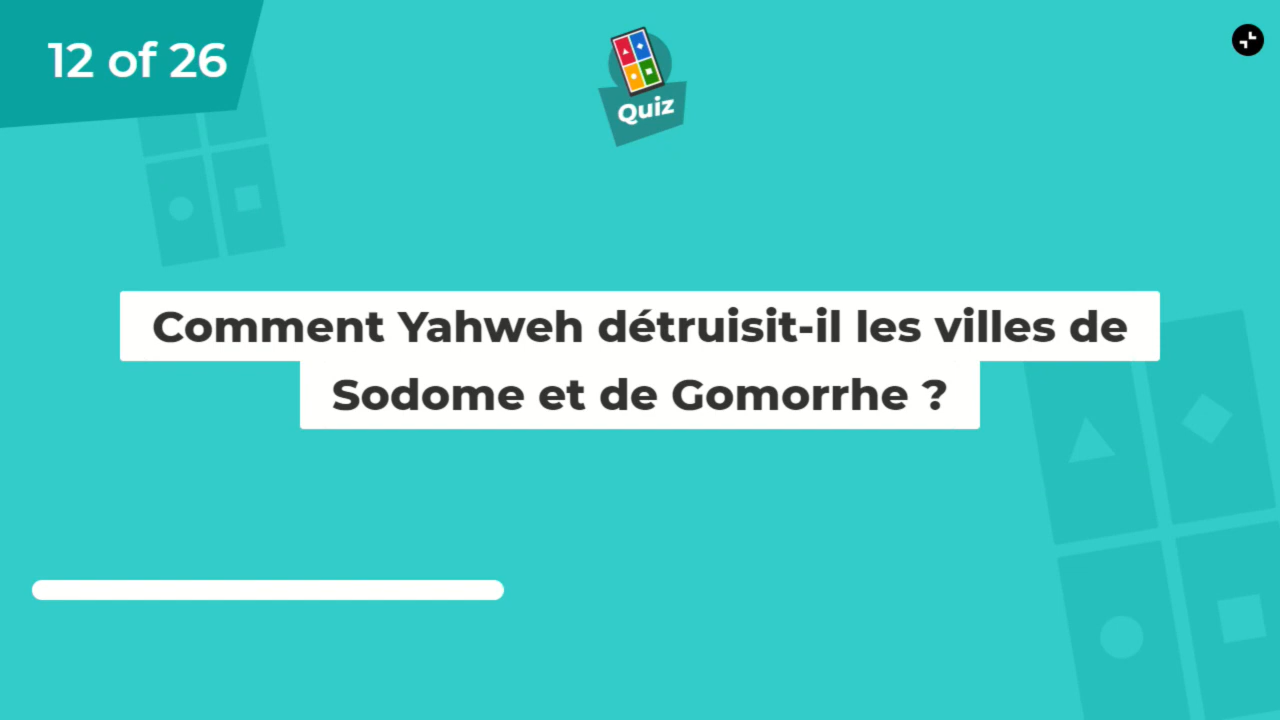 12 of 26
Quiz
Comment Yahweh détruisit-il les villes de
Sodome et de Gomorrhe ?